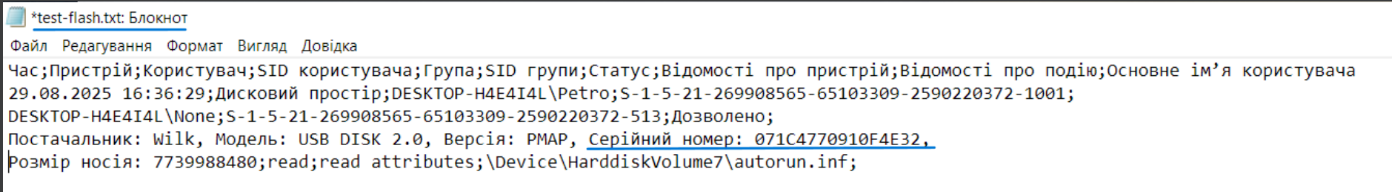 *test-flash.txt: Блокнот
Файл Редагування Формат Вигляд Довідка
Час;Пристрій;Користувач;SID користувача;Група;SID групи;Статус;Відомості про пристрій;Відомості про подію;Основне ім’я користувача
29.08.2025 16:36:29;Дисковий простір;DESKTOP-H4E4I4L\Petro;S-1-5-21-269908565-65103309-2590220372-1001;
DESKTOP-H4E4I4L\None;S-1-5-21-269908565-65103309-2590220372-513;Дозволено;
Постачальник: Wilk, Модель: USB DISK 2.0, Версія: PMAP, Серійний номер: 071C4770910F4E32,
Розмір носія: 7739988480;read;read attributes;\Device\HarddiskVolume7\autorun.inf;